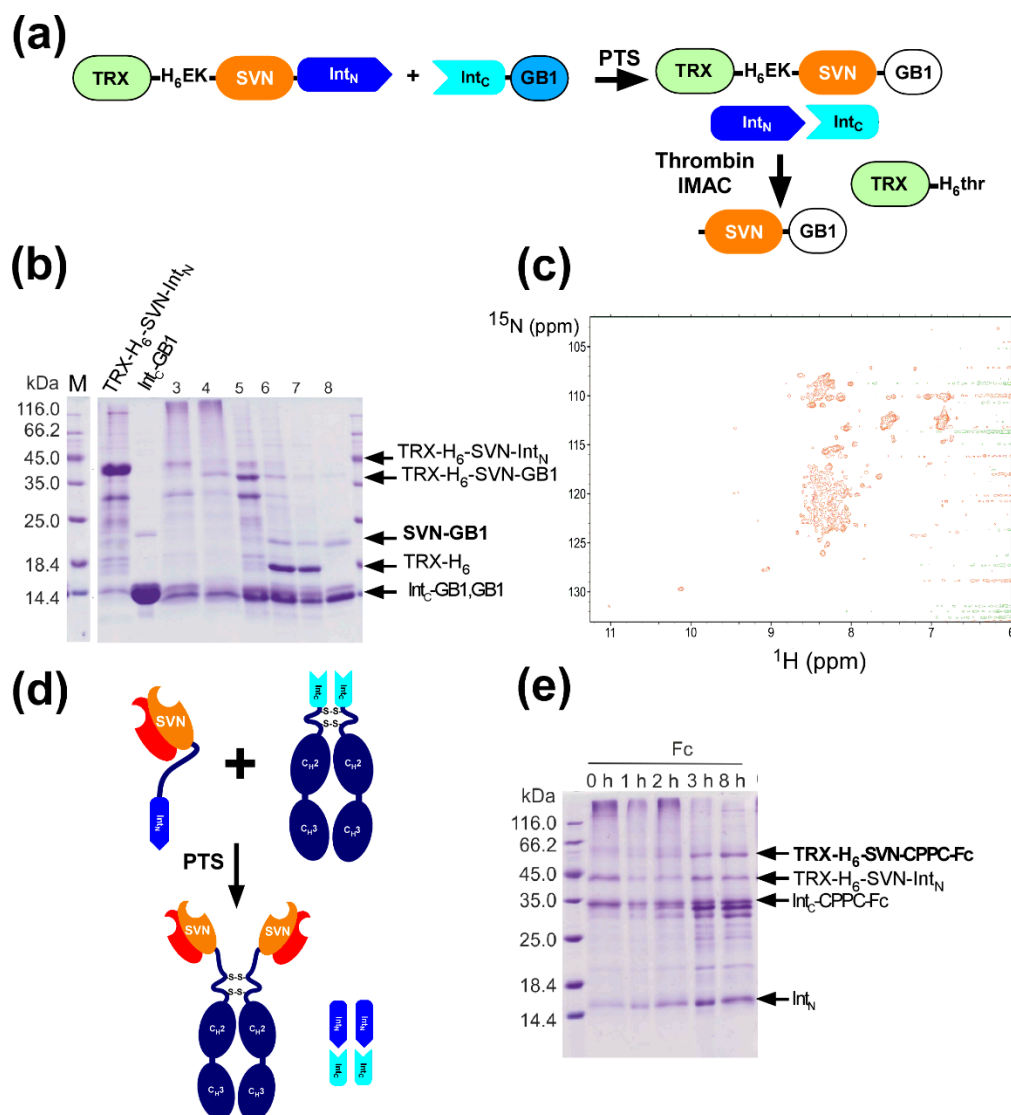 (a)
TRX H6EK SVN IntN + IntC GB1 PTS TRX H6EK SVN GB1
IntN IntC
Thrombin
IMAC
TRX H6thr
SVN GB1
(b)
TRX-H6-SVN-IntN
IntC-GB1
kDa M 3 4 5 6 7 8
116.0
66.2
45.0
35.0
25.0
18.4
14.4
TRX-H6-SVN-IntN
TRX-H6-SVN-GB1
SVN-GB1
TRX-H6
IntC-GB1,GB1
(c)
15N (ppm)
105
110
115
120
125
130
11 10 9 8 7 6
1H (ppm)
(d)
SVN
IntN
+
IntC IntC
S-S
S-S
CH2 CH2
CH3 CH3
PTS
SVN SVN
S-S
S-S
CH2 CH2
CH3 CH3
IntN IntN
IntC IntC
(e)
Fc
0 h 1 h 2 h 3 h 8 h
kDa
116.0
66.2
45.0
35.0
25.0
18.4
14.4
TRX-H6-SVN-CPPC-Fc
TRX-H6-SVN-IntN
IntC-CPPC-Fc
IntN